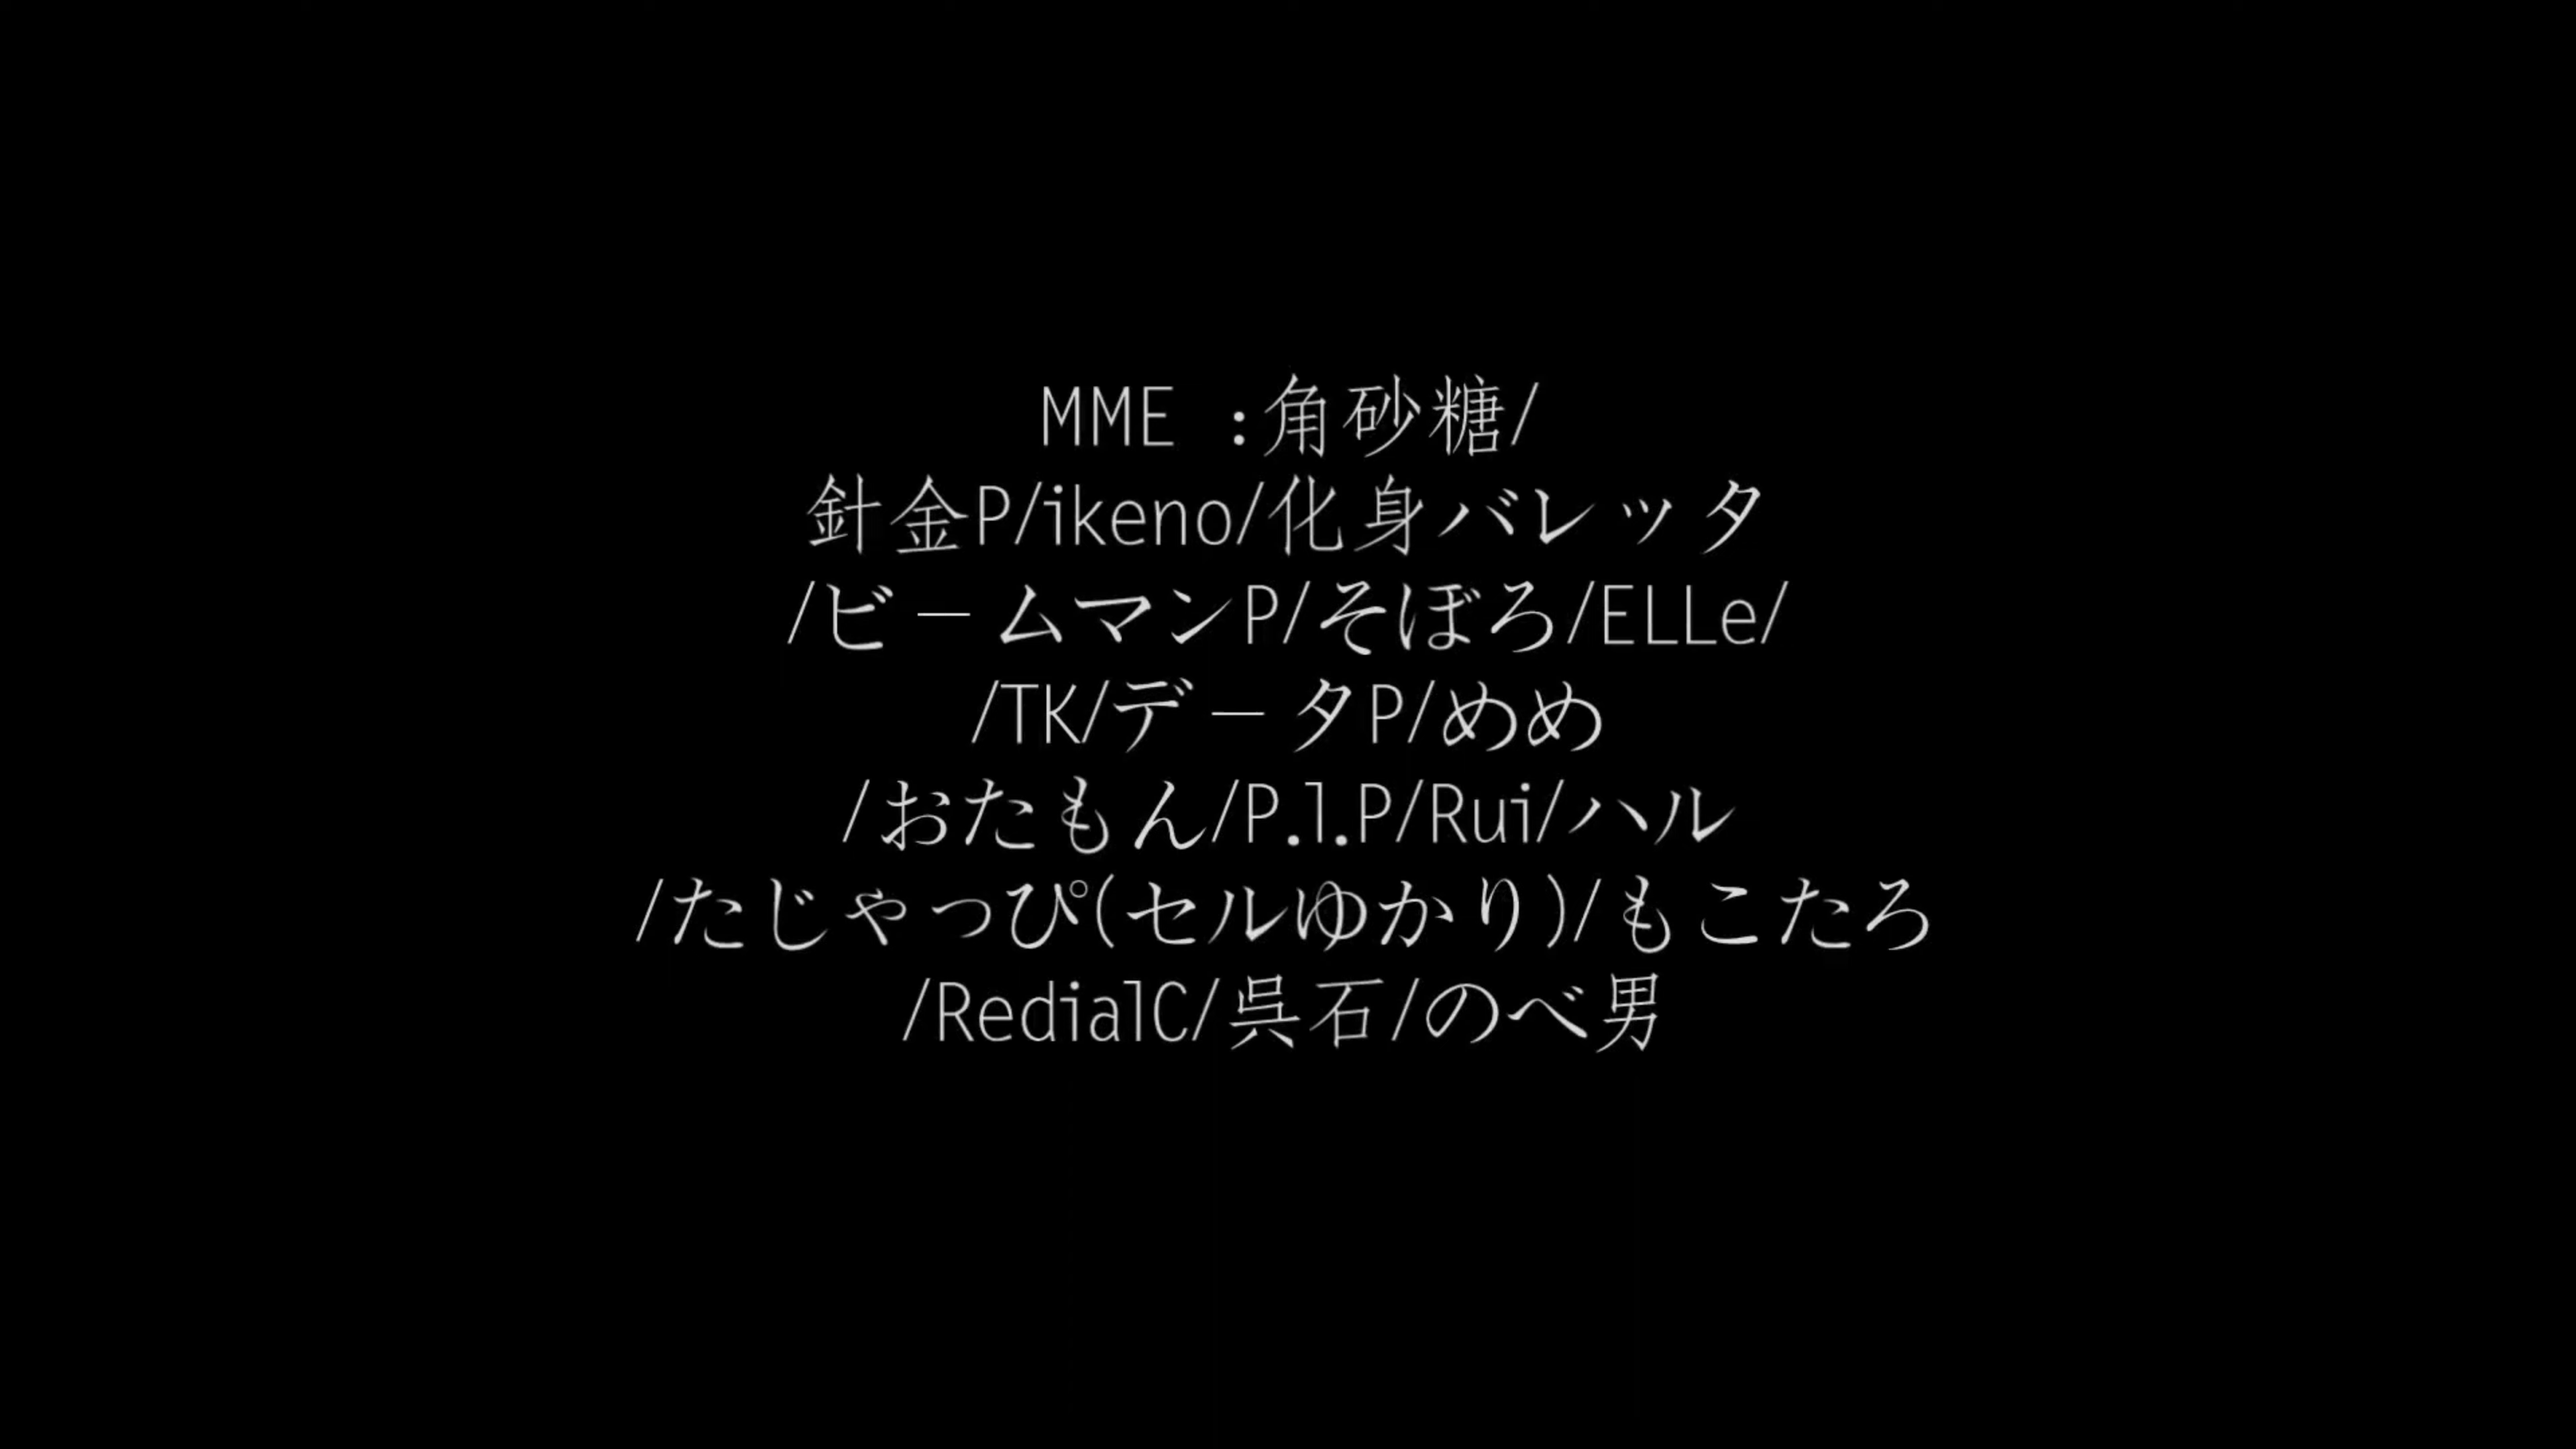 MME :角砂糖/
針金P/ikeno/化身バレッタ
/ビームマンP/そぼろ/ELLe/
/TK/データP/めめ
/おたもん/P.l.P/Rui/ハル
/たじゃっぴ(セルゆかり)/もこたろ
/RedialC/呉石/のべ男